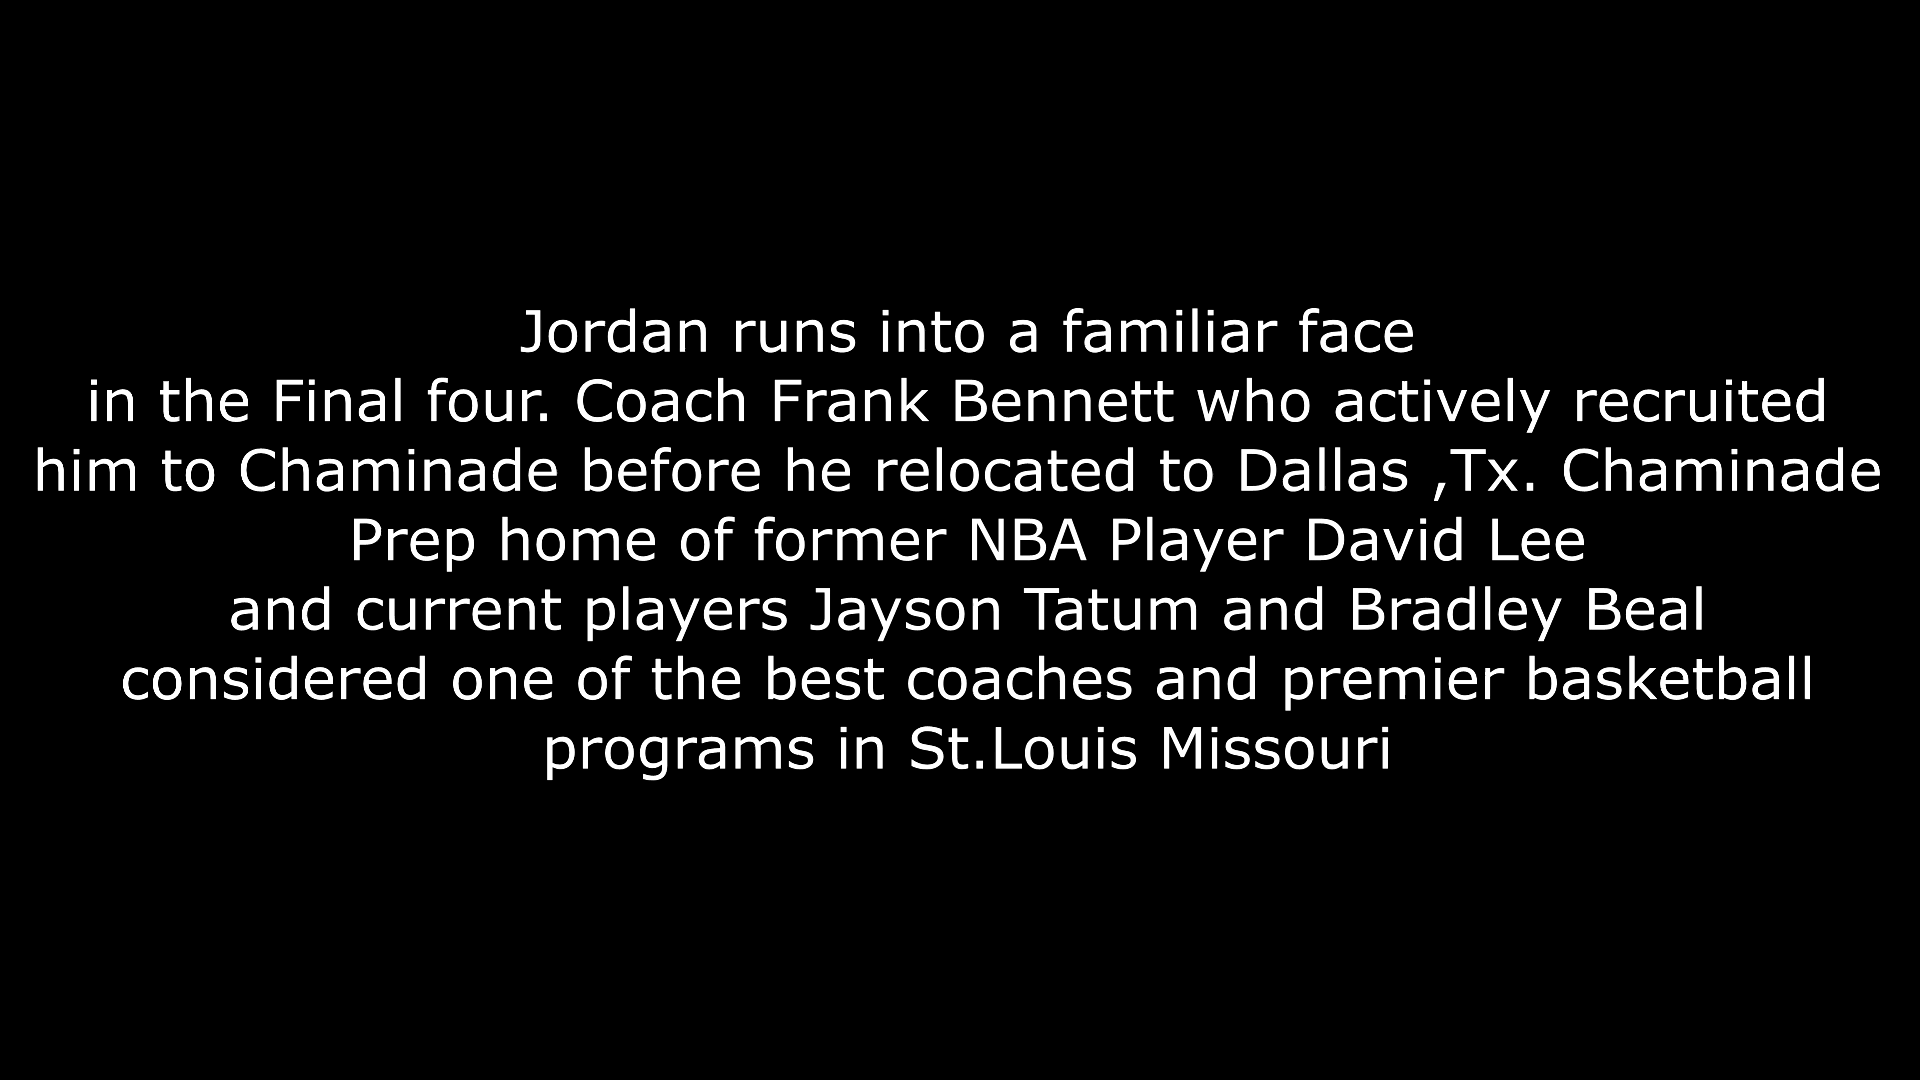 Jordan runs into a familiar face
in the Final four. Coach Frank Bennett who actively recruited
him to Chaminade before he relocated to Dallas ,Tx. Chaminade
Prep home of former NBA Player David Lee
and current players Jayson Tatum and Bradley Beal
considered one of the best coaches and premier basketball
programs in St.Louis Missouri